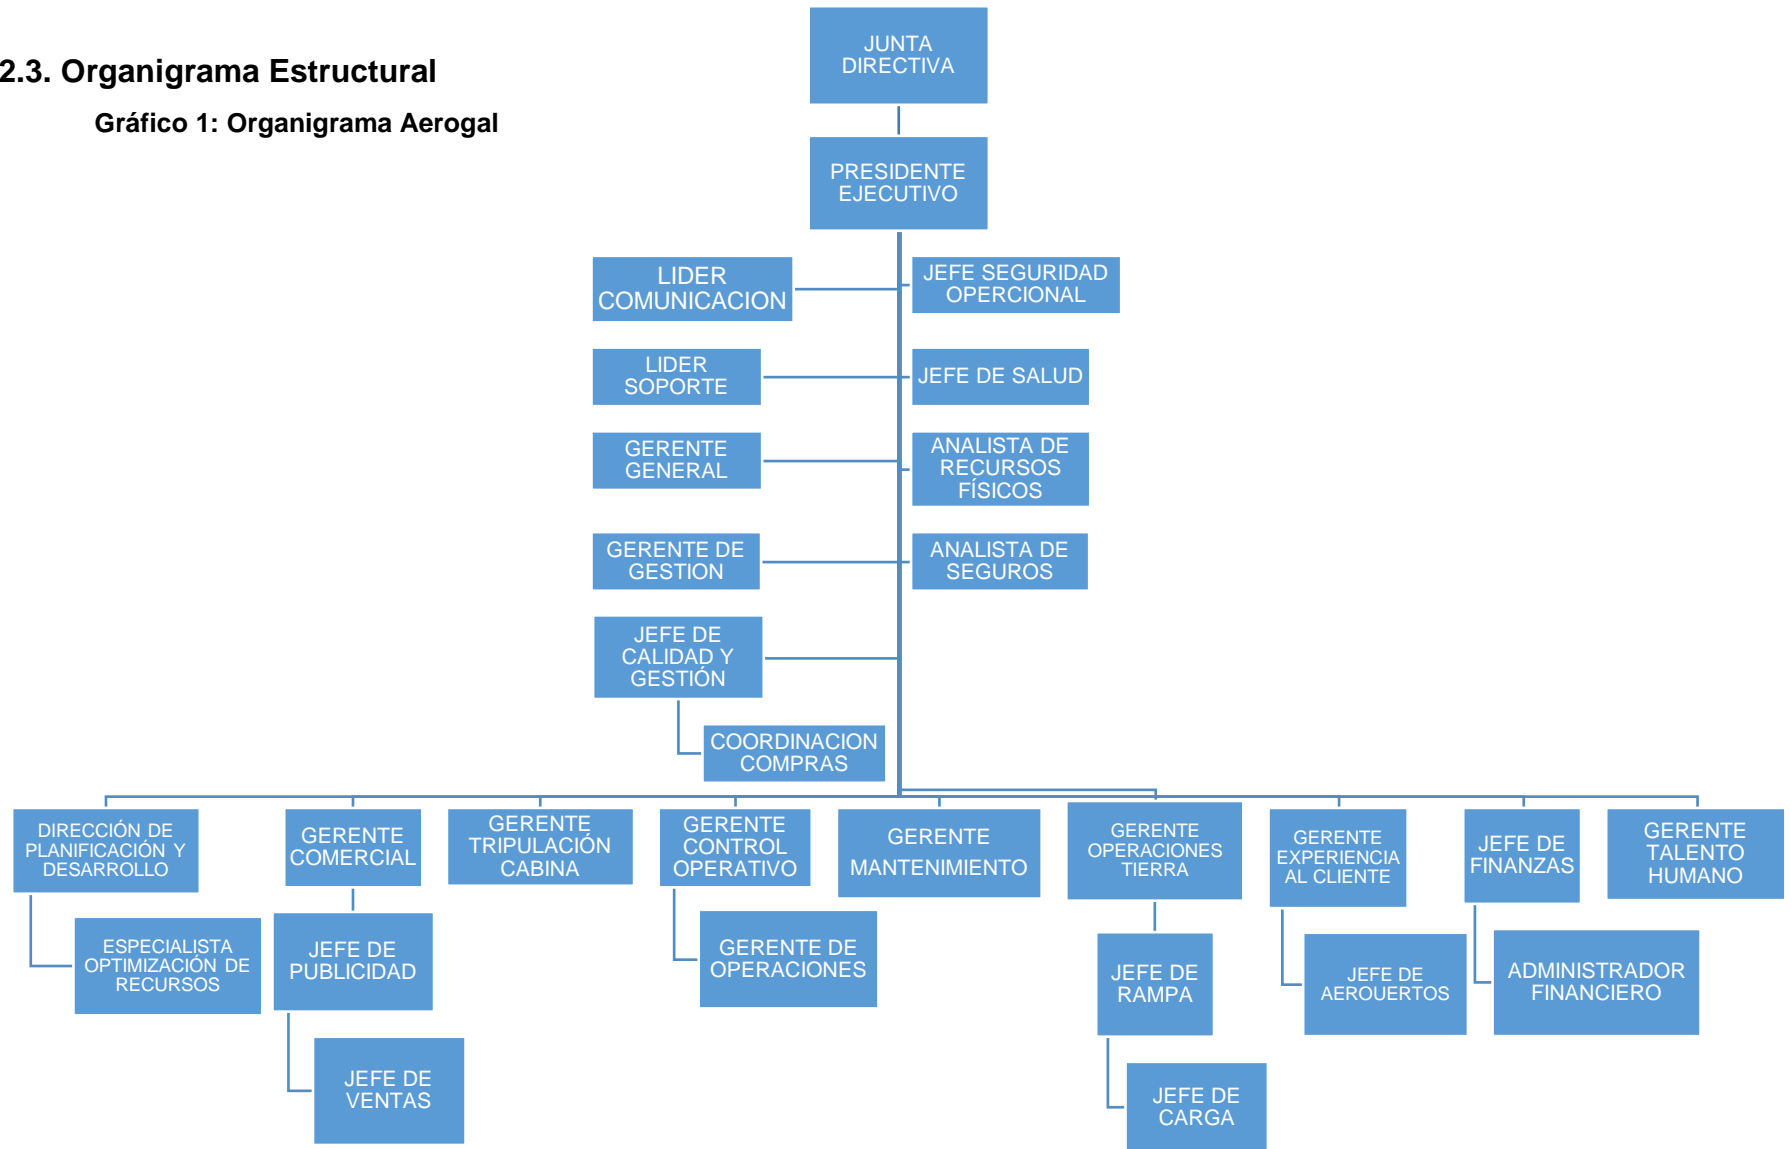 2.3. Organigrama Estructural
Gráfico 1: Organigrama Aerogal
JUNTA
DIRECTIVA
PRESIDENTE
EJECUTIVO
LIDER
COMUNICACION
JEFE SEGURIDAD
OPERCIONAL
LIDER
SOPORTE
JEFE DE SALUD
GERENTE
GENERAL
ANALISTA DE
RECURSOS
FÍSICOS
GERENTE DE
GESTION
ANALISTA DE
SEGUROS
JEFE DE
CALIDAD Y
GESTIÓN
COORDINACION
COMPRAS
DIRECCIÓN DE
PLANIFICACIÓN Y
DESARROLLO
GERENTE
COMERCIAL
GERENTE
TRIPULACIÓN
CABINA
GERENTE
CONTROL
OPERATIVO
GERENTE
MANTENIMIENTO
GERENTE
OPERACIONES
TIERRA
GERENTE
EXPERIENCIA
AL CLIENTE
JEFE DE
FINANZAS
GERENTE
TALENTO
HUMANO
ESPECIALISTA
OPTIMIZACIÓN DE
RECURSOS
JEFE DE
PUBLICIDAD
GERENTE DE
OPERACIONES
JEFE DE
RAMPA
JEFE DE
AEROUERTOS
ADMINISTRADOR
FINANCIERO
JEFE DE
VENTAS
JEFE DE
CARGA